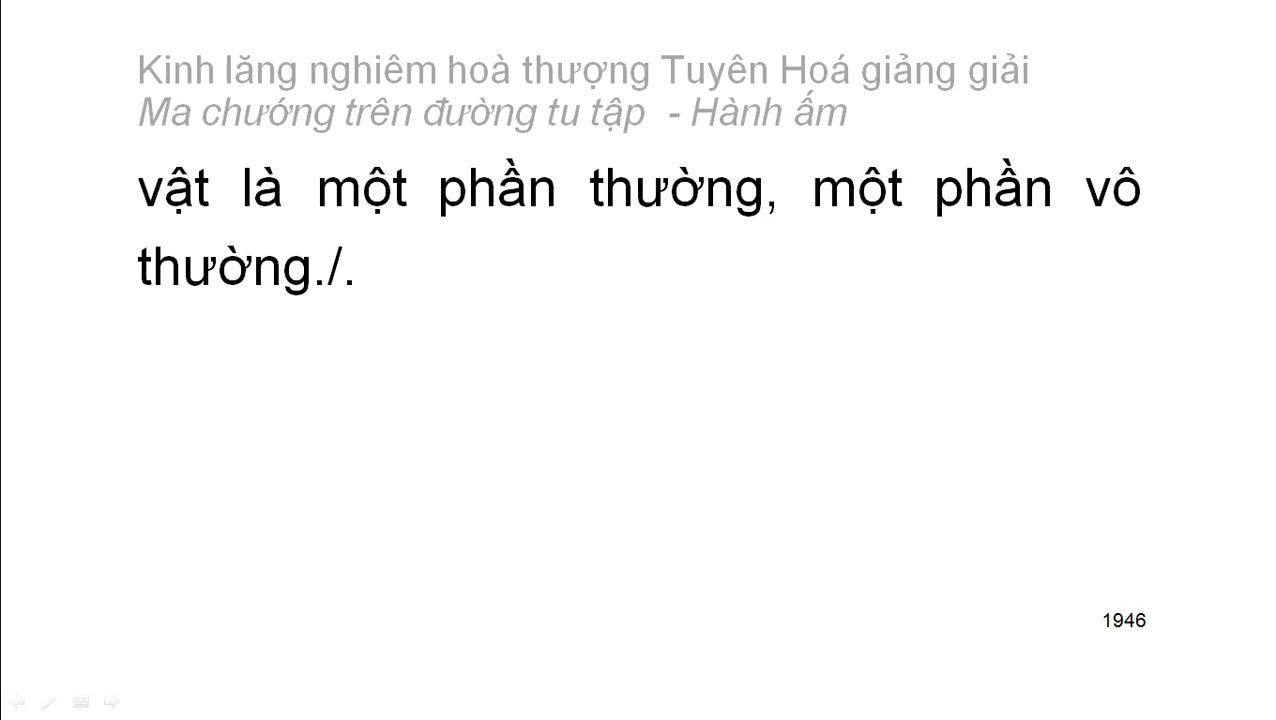 Kinh lăng nghiêm hoà thượng Tuyên Hoá giảng giải
Ma chướng trên đường tu tập - Hành ấm
vật là một phần thường, một phần vô
thường./.
1946